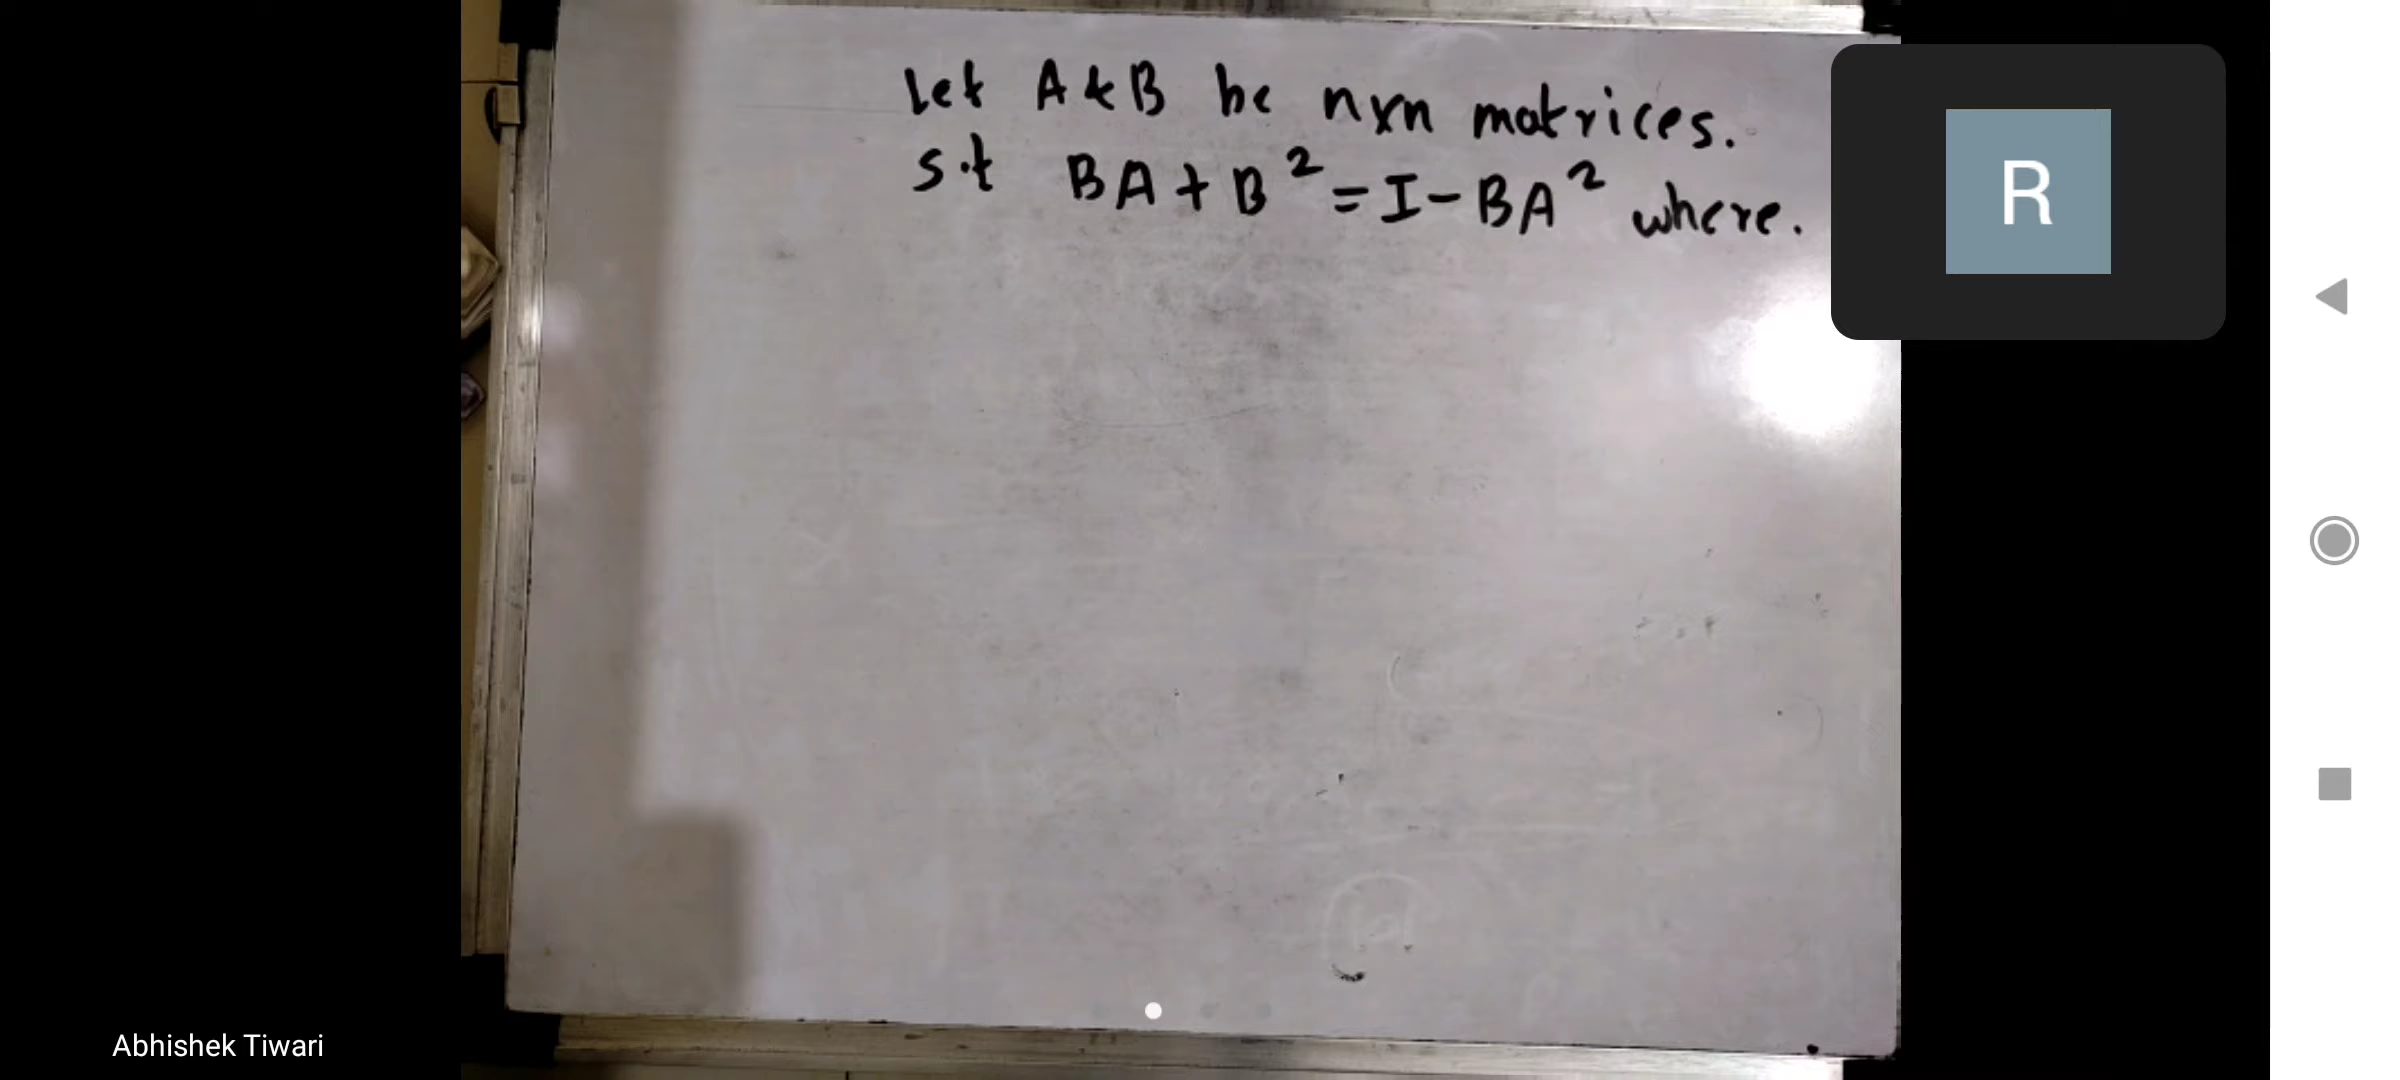 Let A & B be nxn matrices.
s.t BA + B² = I - BA² where.
R
Abhishek Tiwari